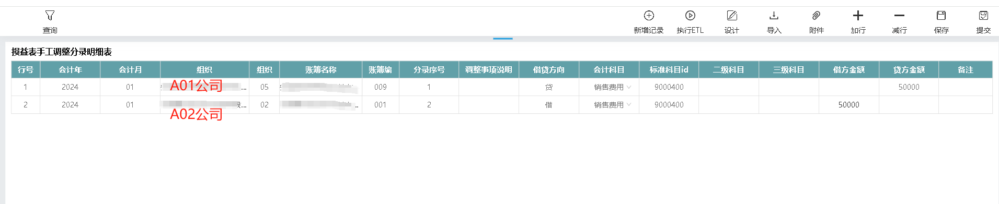 查询 新增记录 执行ETL 设计 导入 附件 加行 减行 保存 提交
损益表手工调整分录明细表
行号 会计年 会计月 组织 组织 账簿名称 账簿编 分录序号 调整事项说明 借贷方向 会计科目 标准科目id 二级科目 三级科目 借方金额 贷方金额 备注
1 2024 01 A01公司 ... 05 009 1 贷 销售费用 9000400 50000
2 2024 01 ... 02 .. 001 2 借 销售费用 9000400 50000
A02公司